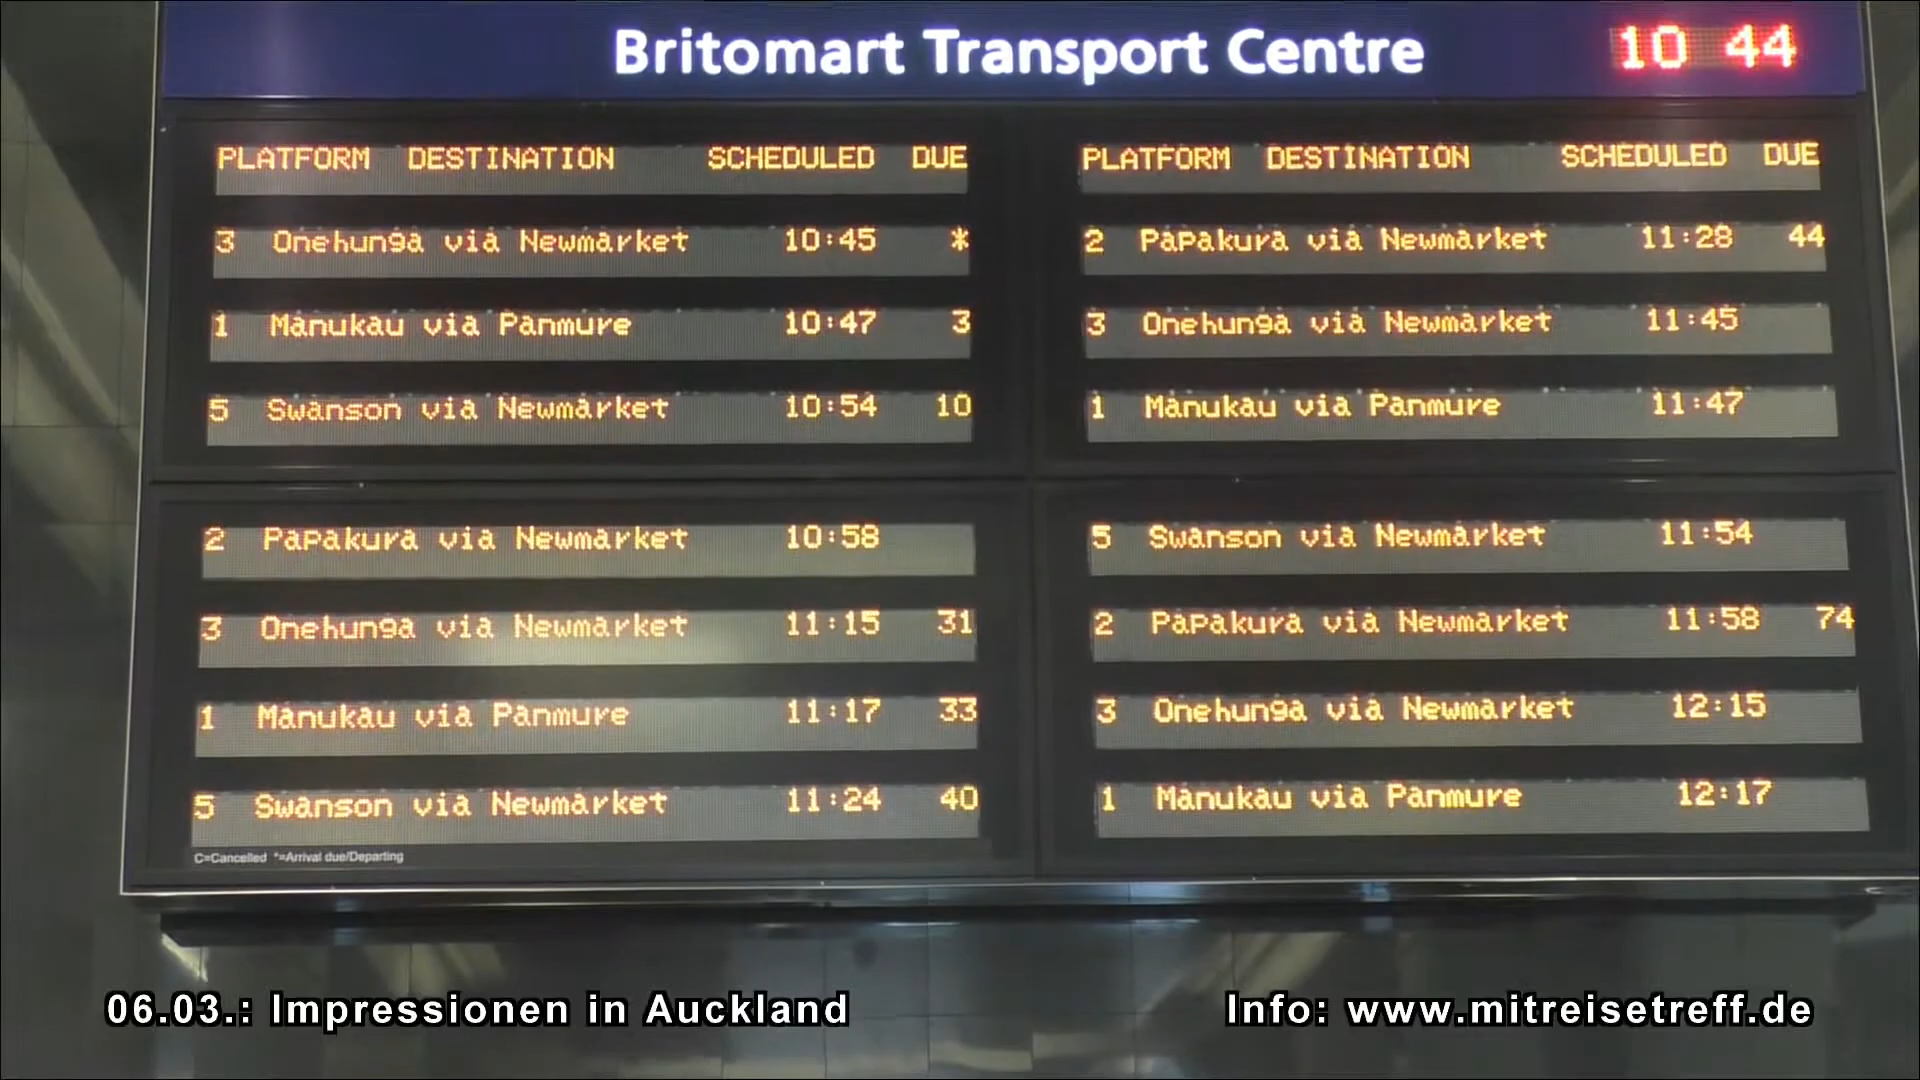 Britomart Transport Centre 10 44
PLATFORM DESTINATION SCHEDULED DUE
3 Onehunga via Newmarket 10:45 *
1 Manukau via Panmure 10:47 3
5 Swanson via Newmarket 10:54 10
2 Papakura via Newmarket 10:58
3 Onehunga via Newmarket 11:15 31
1 Manukau via Panmure 11:17 33
5 Swanson via Newmarket 11:24 40
C=Cancelled *=Arrival due/Departing
PLATFORM DESTINATION SCHEDULED DUE
2 Papakura via Newmarket 11:28 44
3 Onehunga via Newmarket 11:45
1 Manukau via Panmure 11:47
5 Swanson via Newmarket 11:54
2 Papakura via Newmarket 11:58 74
3 Onehunga via Newmarket 12:15
1 Manukau via Panmure 12:17
06.03.: Impressionen in Auckland
Info: www.mitreisetreff.de